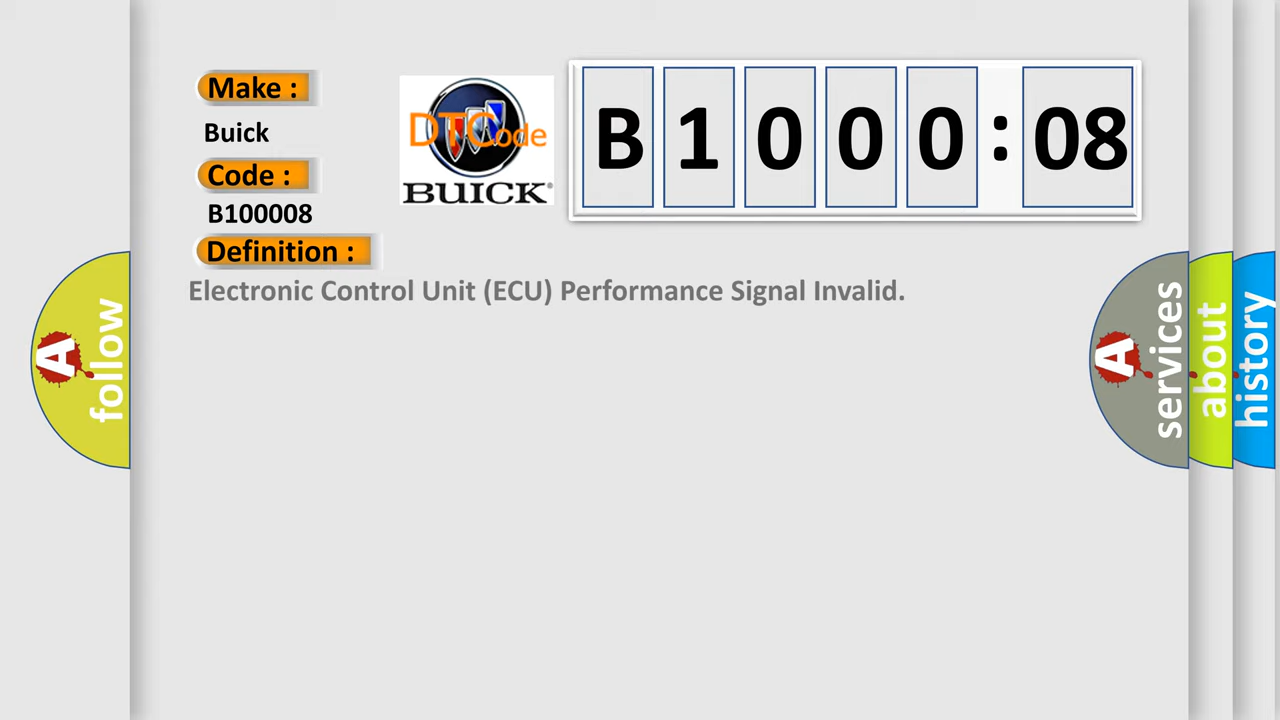 Make :
Buick
Code :
B100008
Definition :
Electronic Control Unit (ECU) Performance Signal Invalid.
DTCode
BUICK®
B 1 0 0 0 : 08
A follow
A services
about
history